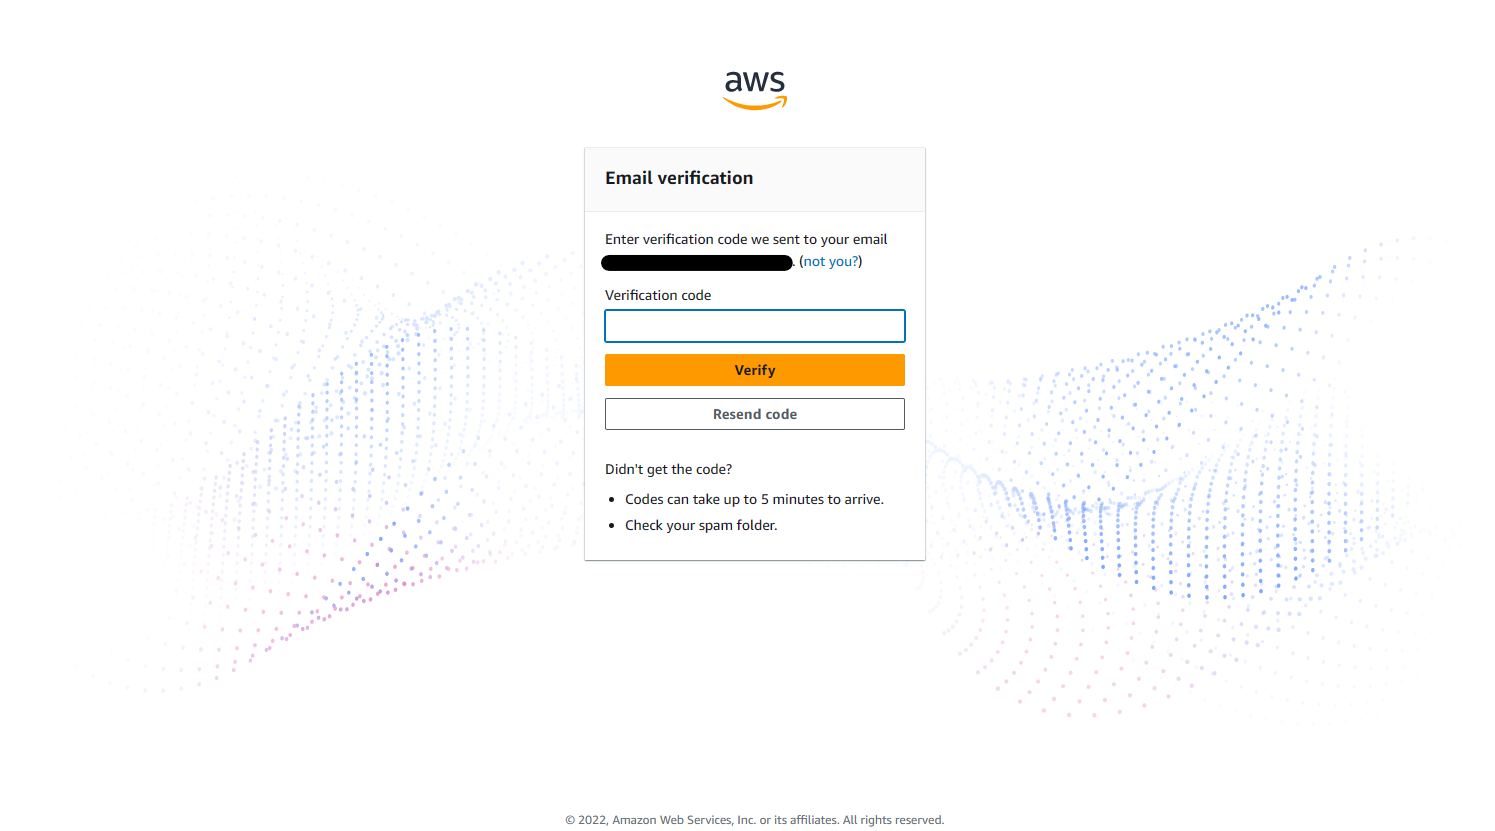 aws
Email verification
Enter verification code we sent to your email
. (not you?)
Verification code
Verify
Resend code
Didn't get the code?
• Codes can take up to 5 minutes to arrive.
• Check your spam folder.
© 2022, Amazon Web Services, Inc. or its affiliates. All rights reserved.